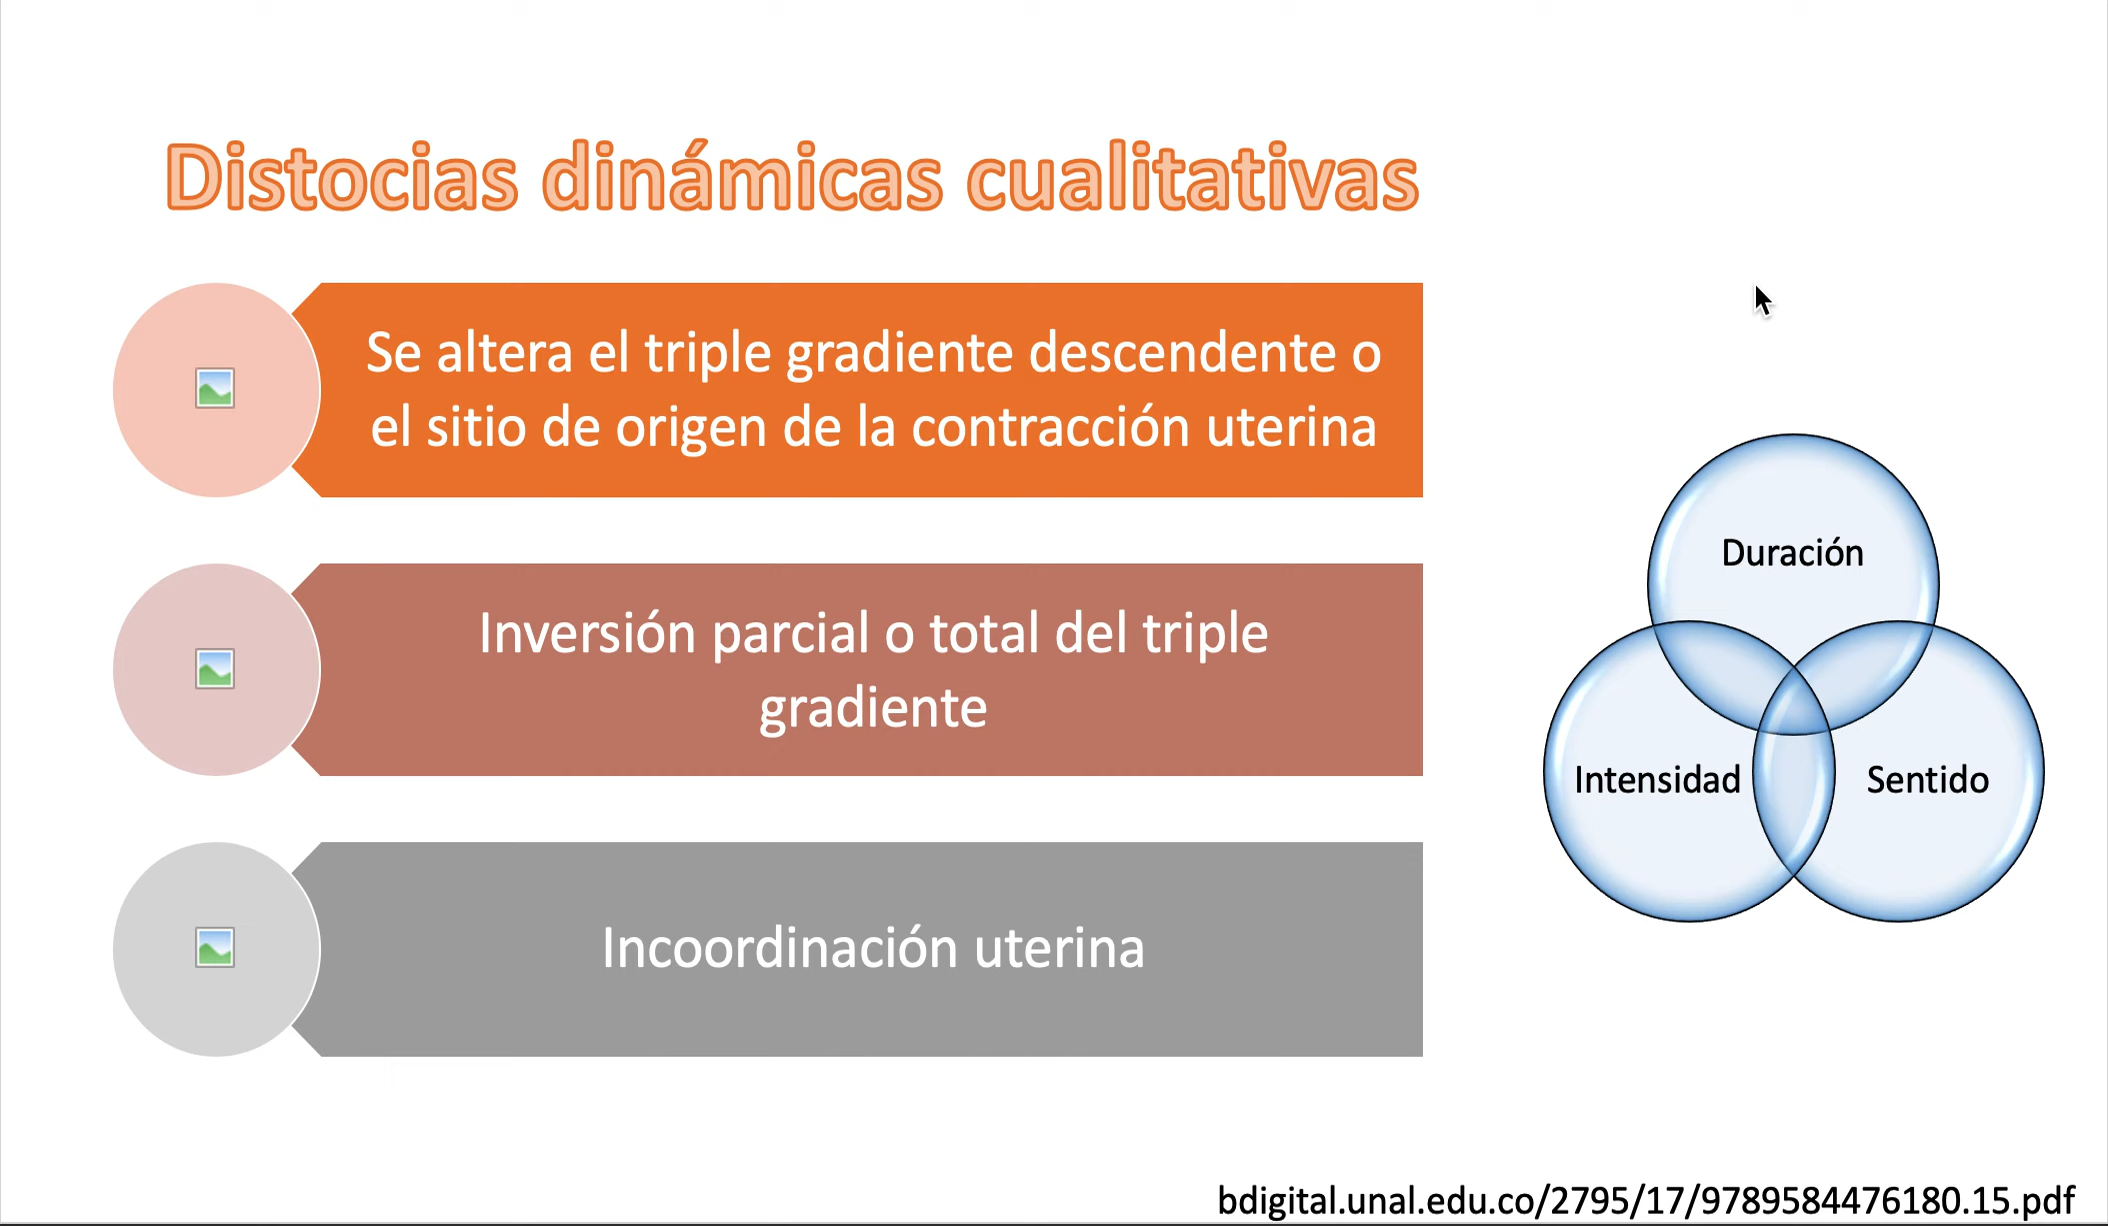 Distocias dinámicas cualitativas
Se altera el triple gradiente descendente o
el sitio de origen de la contracción uterina
Inversión parcial o total del triple
gradiente
Incoordinación uterina
Duración
Intensidad
Sentido
bdigital.unal.edu.co/2795/17/9789584476180.15.pdf